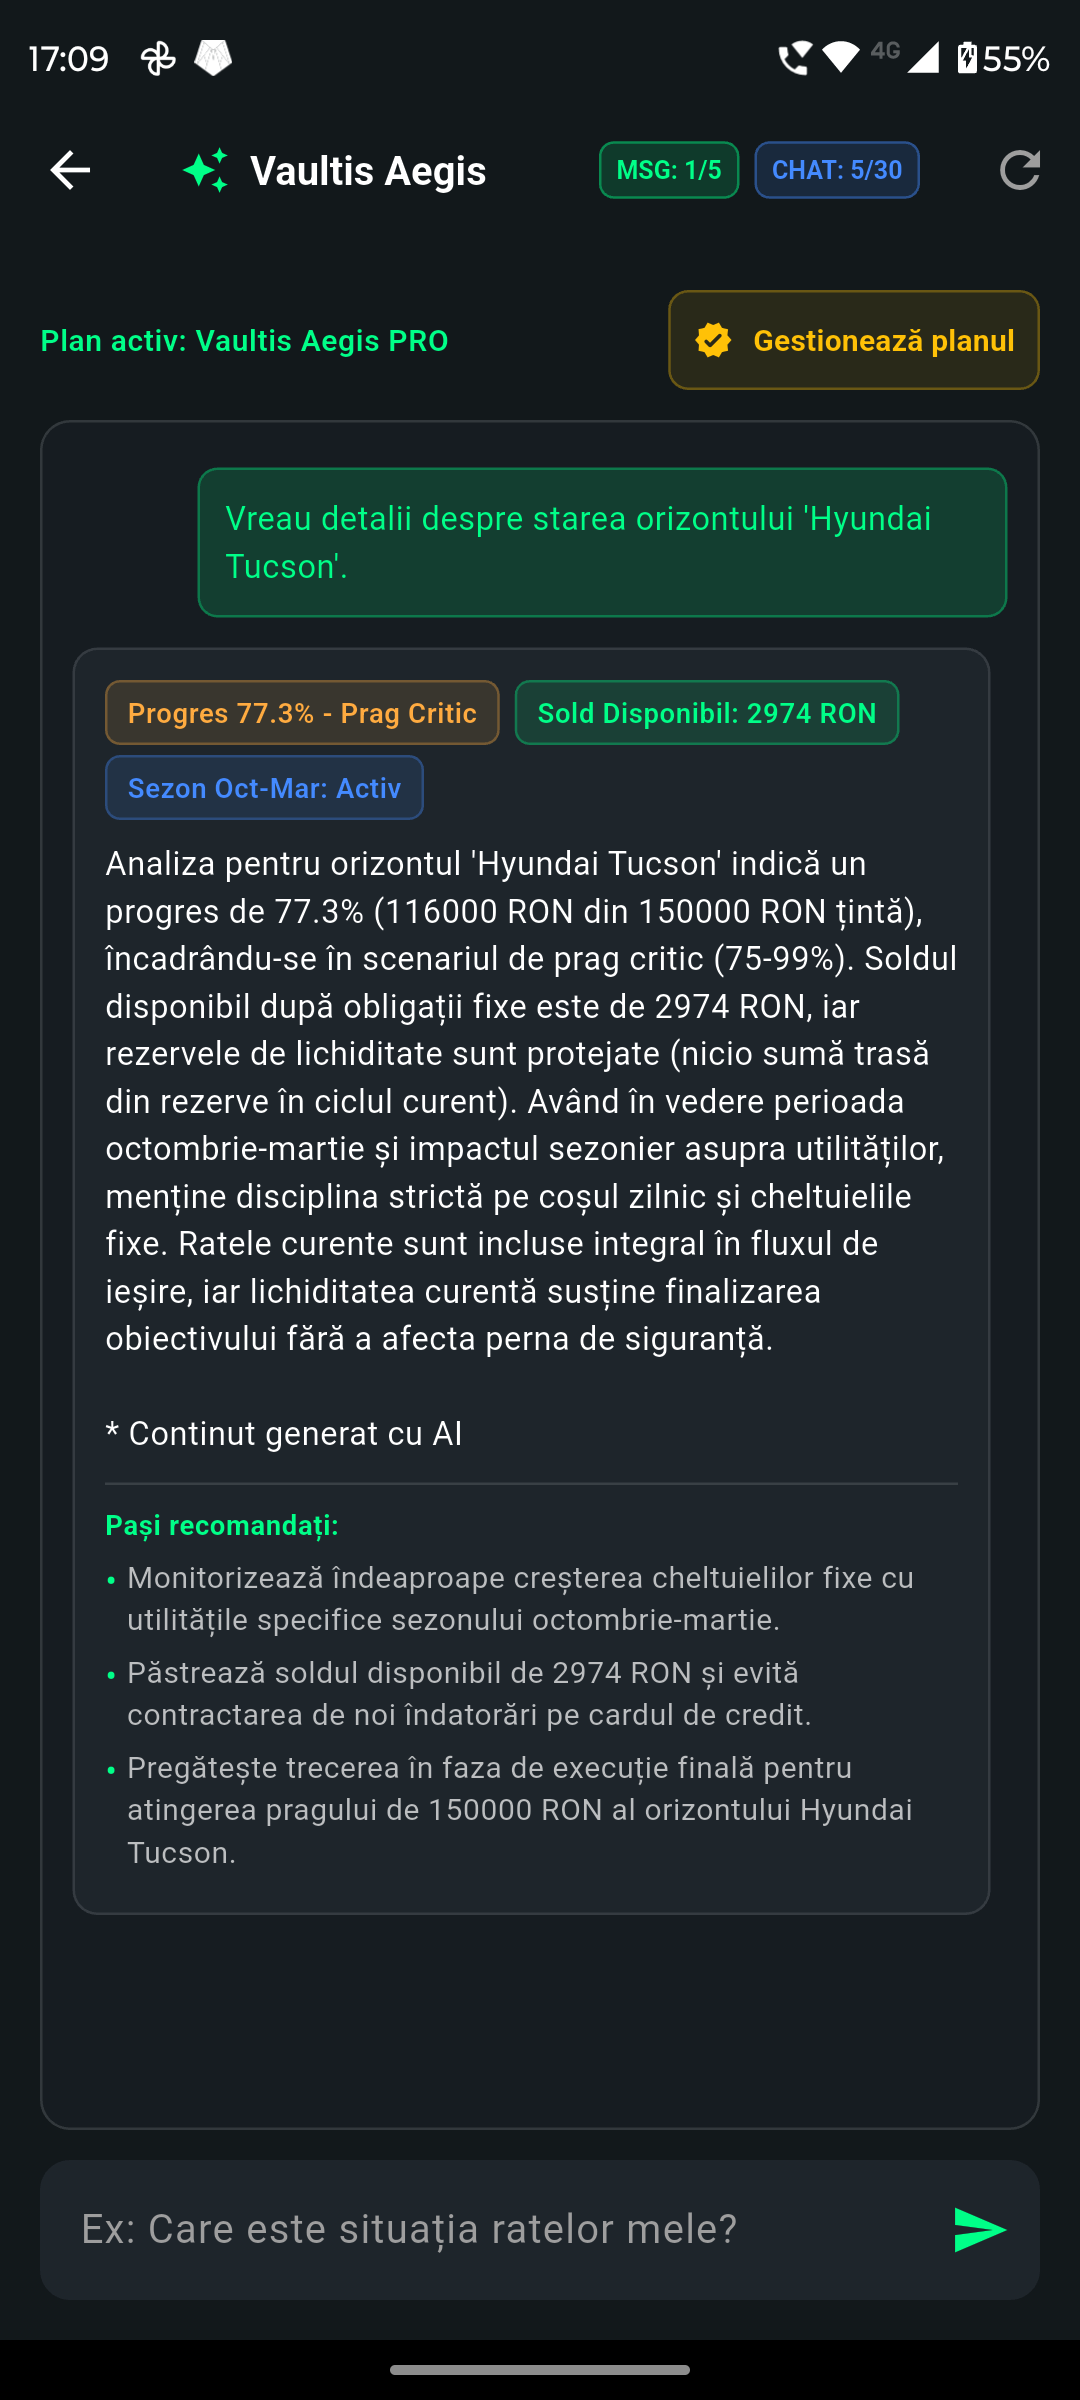 17:09
4G
55%
Vaultis Aegis
MSG: 1/5
CHAT: 5/30
Plan activ: Vaultis Aegis PRO
Gestionează planul
Vreau detalii despre starea orizontului 'Hyundai
Tucson'.
Progres 77.3% - Prag Critic
Sold Disponibil: 2974 RON
Sezon Oct-Mar: Activ
Analiza pentru orizontul 'Hyundai Tucson' indică un
progres de 77.3% (116000 RON din 150000 RON țintă),
încadrându-se în scenariul de prag critic (75-99%). Soldul
disponibil după obligații fixe este de 2974 RON, iar
rezervele de lichiditate sunt protejate (nicio sumă trasă
din rezerve în ciclul curent). Având în vedere perioada
octombrie-martie și impactul sezonier asupra utilităților,
menține disciplina strictă pe coșul zilnic și cheltuielile
fixe. Ratele curente sunt incluse integral în fluxul de
ieșire, iar lichiditatea curentă susține finalizarea
obiectivului fără a afecta perna de siguranță.
* Continut generat cu AI
Pași recomandați:
• Monitorizează îndeaproape creșterea cheltuielilor fixe cu
utilitățile specifice sezonului octombrie-martie.
• Păstrează soldul disponibil de 2974 RON și evită
contractarea de noi îndatorări pe cardul de credit.
• Pregătește trecerea în faza de execuție finală pentru
atingerea pragului de 150000 RON al orizontului Hyundai
Tucson.
Ex: Care este situația ratelor mele?